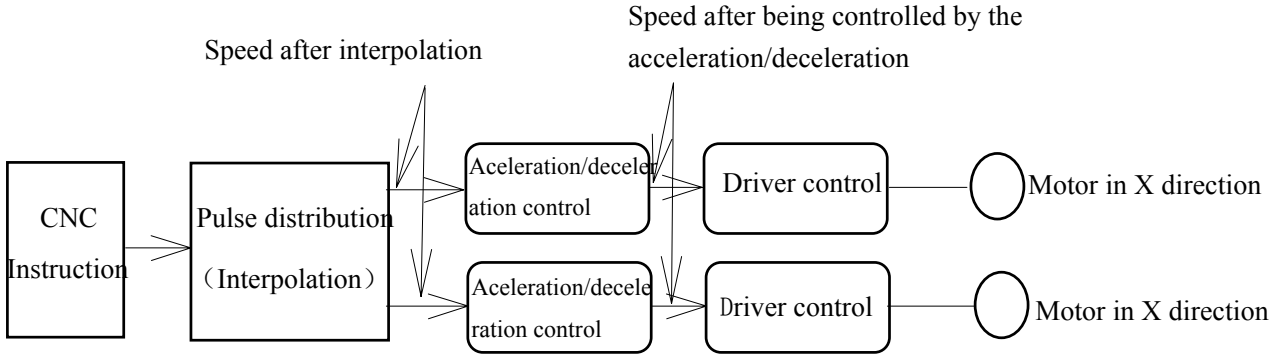 Speed after interpolation
Speed after being controlled by the
acceleration/deceleration
CNC
Instruction
Pulse distribution
（Interpolation）
Aceleration/deceler
ation control
Driver control
Motor in X direction
Aceleration/decele
ration control
Driver control
Motor in X direction